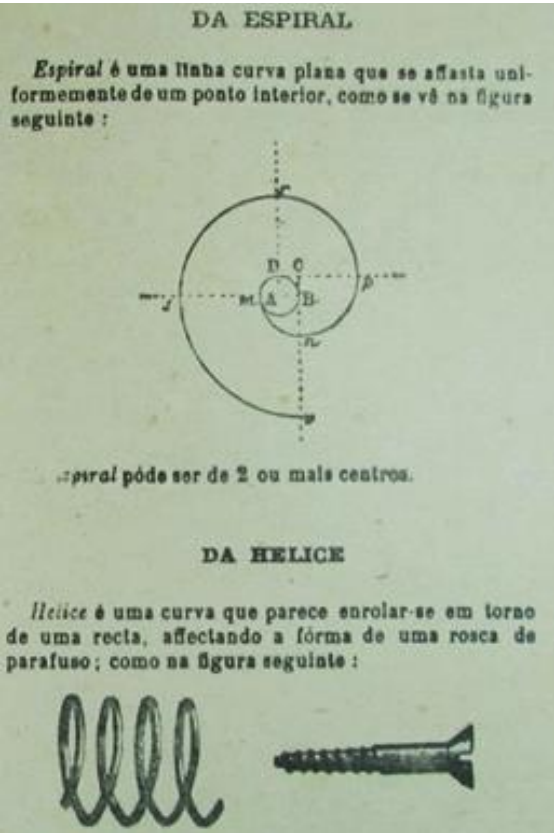 DA ESPIRAL
Espiral é uma linha curva plana que se affasta uni-
formemente de um ponto interior, como se vê na figura
seguinte :
r
D C
p
s
m A B
n
piral póde ser de 2 ou mais centros.
DA HELICE
Helice é uma curva que parece enrolar-se em torno
de uma recta, affectando a fórma de uma rosca de
parafuso ; como na figura seguinte :